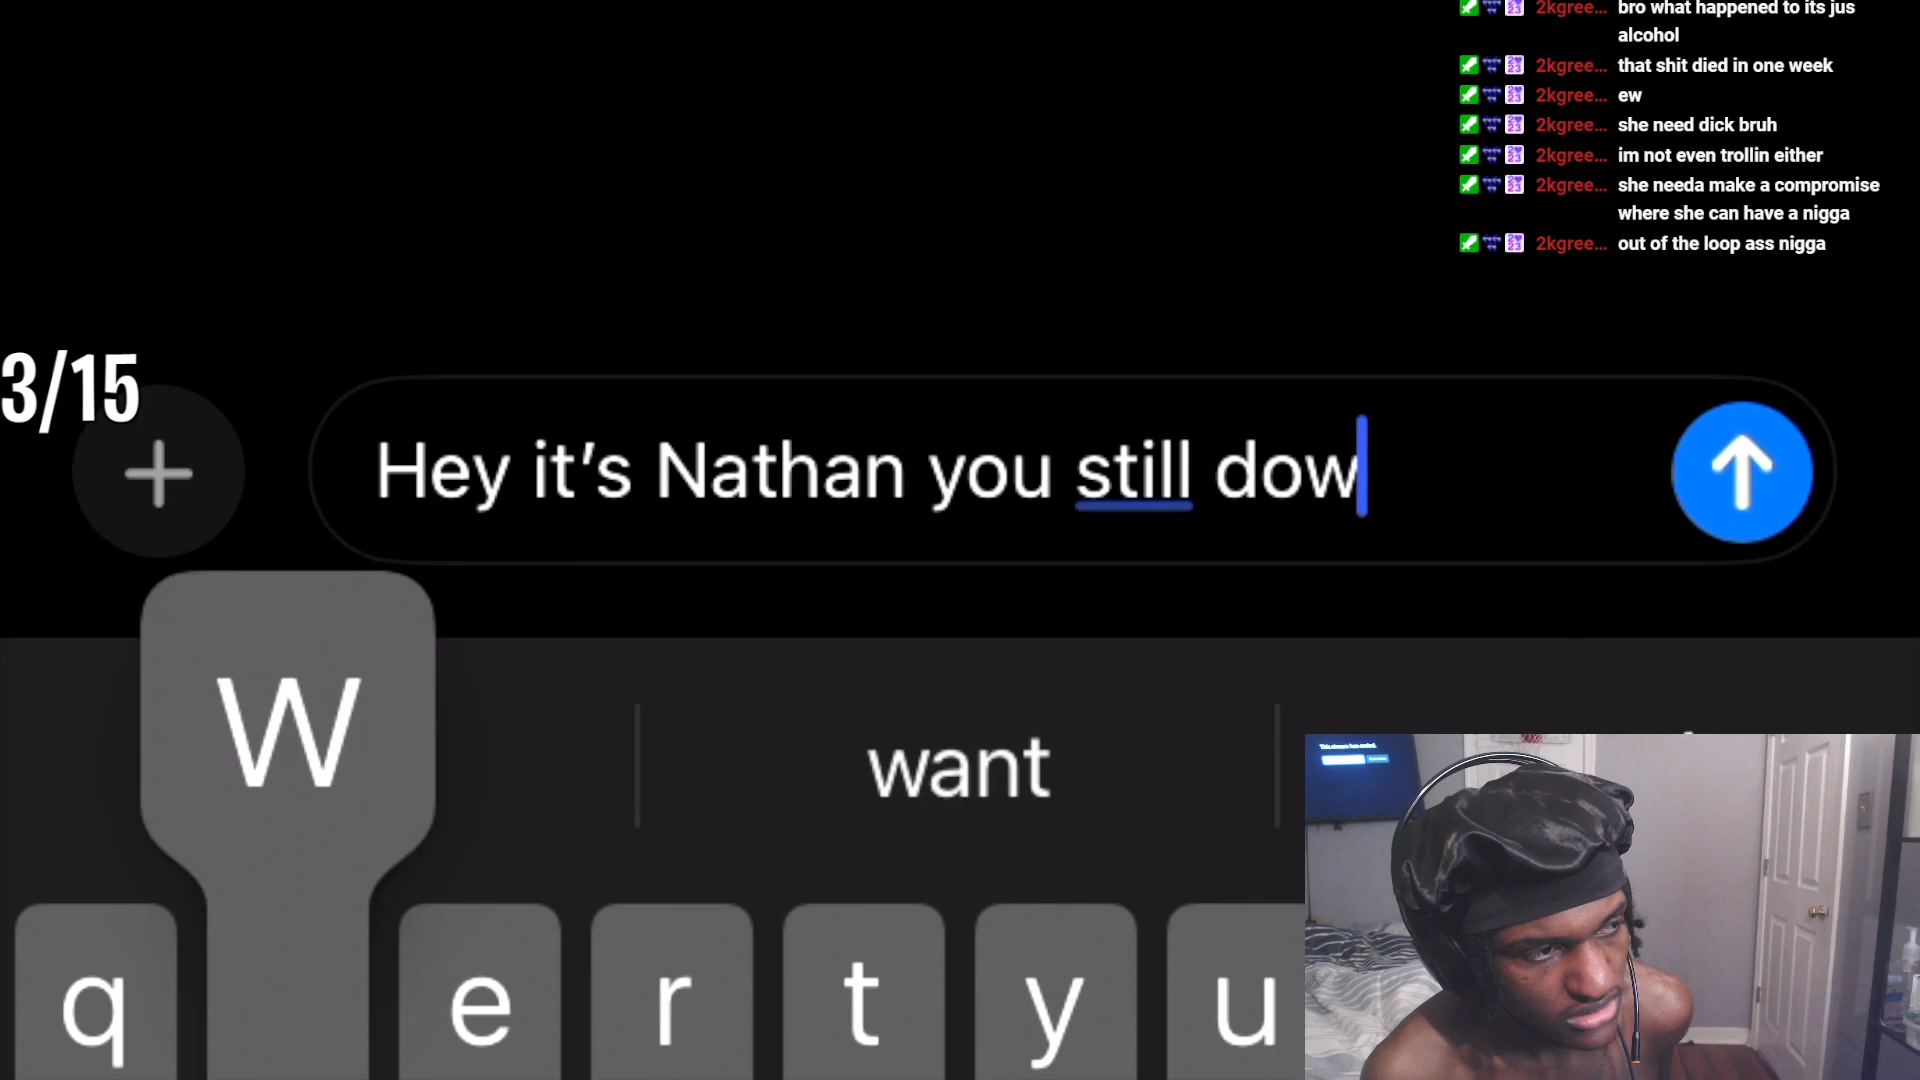 2kgree... bro what happened to its jus
alcohol
2kgree... that shit died in one week
2kgree... ew
2kgree... she need dick bruh
2kgree... im not even trollin either
2kgree... she needa make a compromise
where she can have a nigga
2kgree... out of the loop ass nigga
3/15
Hey it’s Nathan you still dow
W
want
q e r t y u